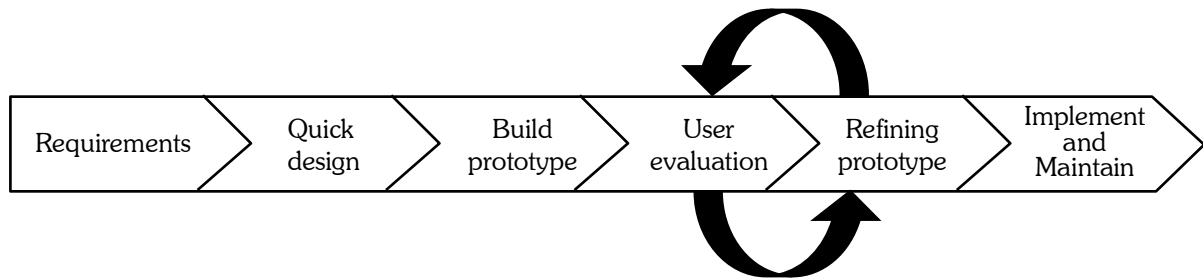 Requirements
Quick
design
Build
prototype
User
evaluation
Refining
prototype
Implement
and
Maintain